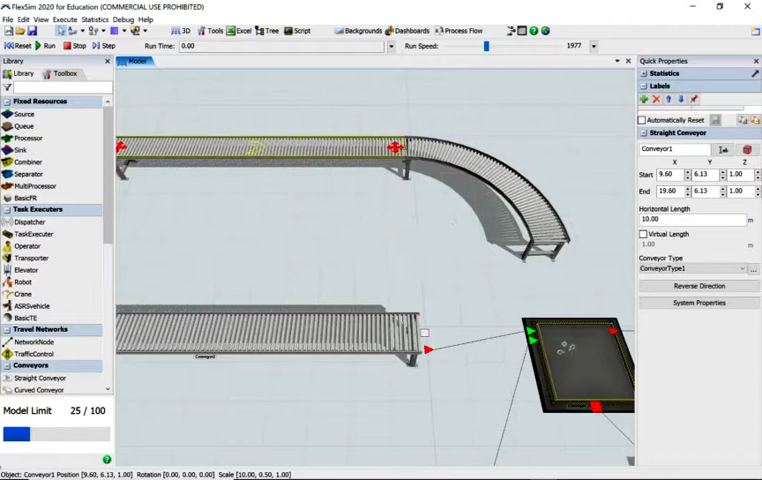 FlexSim 2020 for Education (COMMERCIAL USE PROHIBITED)
File Edit View Build Execute Statistics Debug Help
3D Tools Excel Tree Script Backgrounds Dashboards Process Flow
Reset Run Stop Step Run Time: 0.00 Run Speed: 1977
Library
Library Toolbox
Fixed Resources
Source
Queue
Processor
Sink
Combiner
Separator
MultiProcessor
BasicFR
Task Executers
Dispatcher
TaskExecuter
Operator
Transporter
Elevator
Robot
Crane
ASRSvehicle
BasicTE
Travel Networks
NetworkNode
TrafficControl
Conveyors
Straight Conveyor
Curved Conveyor
Model Limit 25 / 100
Model
Quick Properties
Statistics
Labels
Automatically Reset
Straight Conveyor
Conveyor1
X Y Z
Start 9.60 6.13 1.00
End 19.60 6.13 1.00
Horizontal Length
10.00 m
Virtual Length
1.00 m
Conveyor Type
ConveyorType1
Reverse Direction
System Properties
Object: Conveyor1 Position [9.60, 6.13, 1.00] Rotation [0.00, 0.00, 0.00] Scale [10.00, 0.50, 1.00]